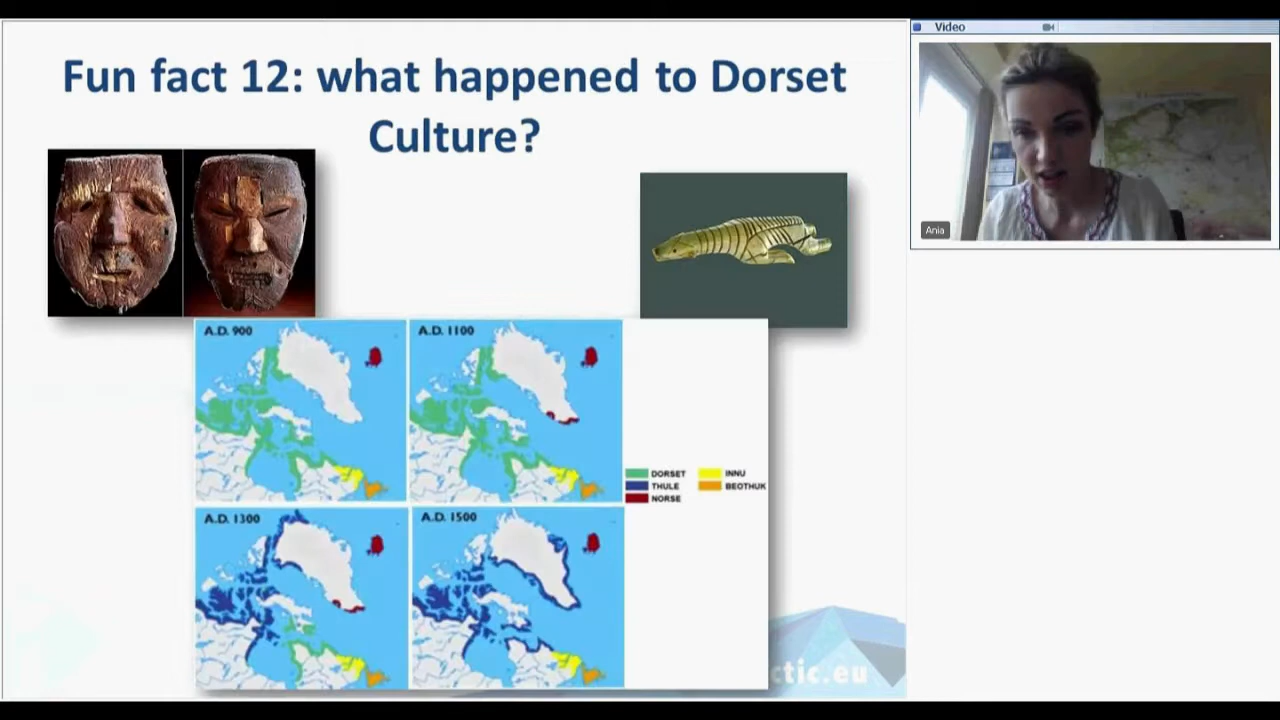 Fun fact 12: what happened to Dorset
Culture?
Video
Ania
A.D. 900
A.D. 1100
DORSET
INNU
THULE
BEOTHUK
NORSE
A.D. 1300
A.D. 1500
ctic.eu